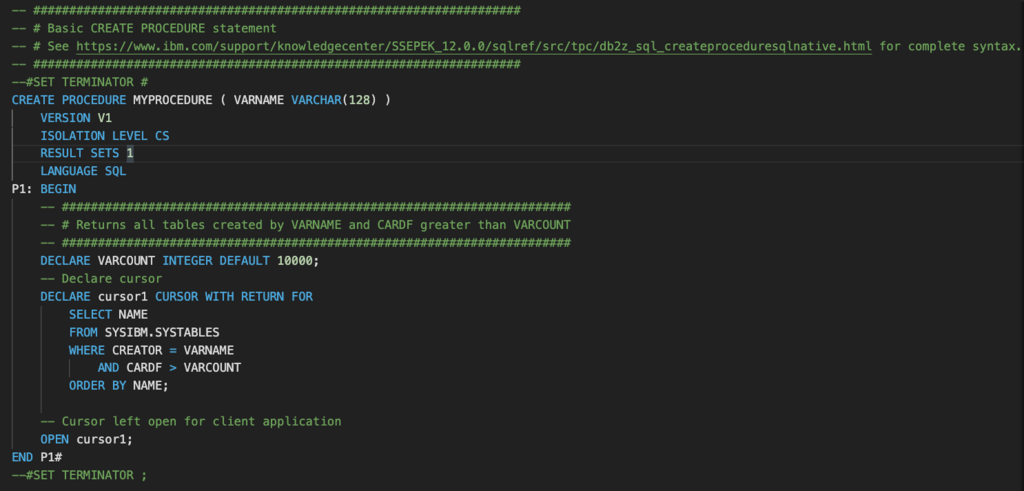 -- ####################################################################
-- # Basic CREATE PROCEDURE statement
-- # See https://www.ibm.com/support/knowledgecenter/SSEPEK_12.0.0/sqlref/src/tpc/db2z_sql_createproceduresqlnative.html for complete syntax.
-- ####################################################################
--#SET TERMINATOR #
CREATE PROCEDURE MYPROCEDURE ( VARNAME VARCHAR(128) )
    VERSION V1
    ISOLATION LEVEL CS
    RESULT SETS 1
    LANGUAGE SQL
P1: BEGIN
    -- #######################################################################
    -- # Returns all tables created by VARNAME and CARDF greater than VARCOUNT
    -- #######################################################################
    DECLARE VARCOUNT INTEGER DEFAULT 10000;
    -- Declare cursor
    DECLARE cursor1 CURSOR WITH RETURN FOR
        SELECT NAME
        FROM SYSIBM.SYSTABLES
        WHERE CREATOR = VARNAME
            AND CARDF > VARCOUNT
        ORDER BY NAME;

    -- Cursor left open for client application
    OPEN cursor1;
END P1#
--#SET TERMINATOR ;